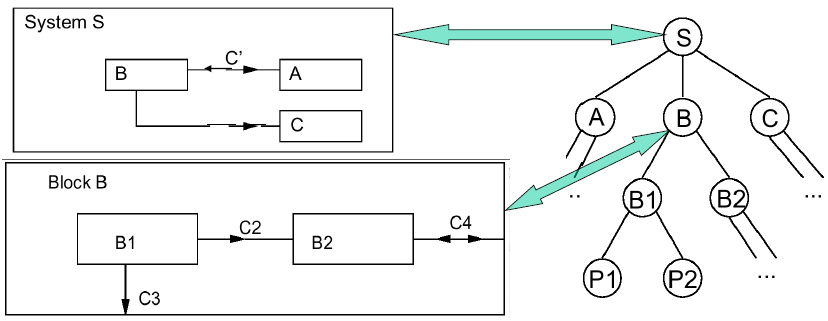 System S
C’
B
A
C
Block B
B1
C2
B2
C4
C3
S
A
B
C
..
B1
B2
...
P1
P2
...